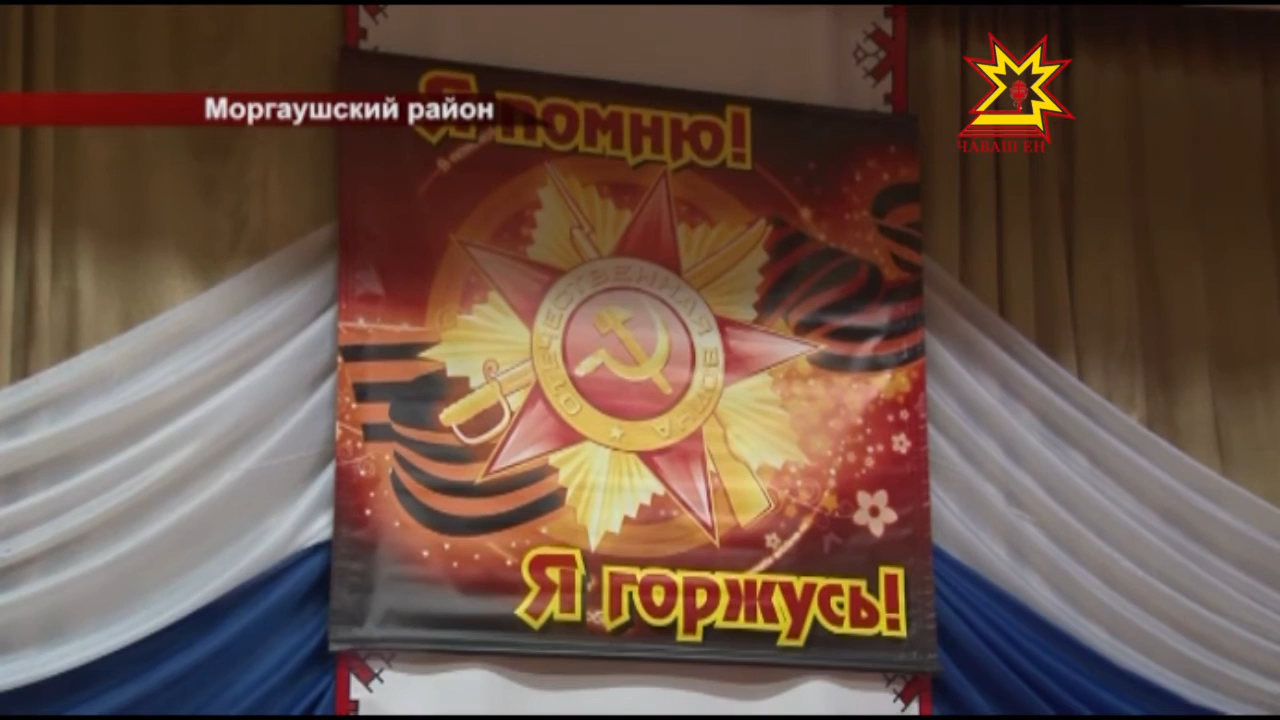 Моргаушский район
Я помню!
ЧĂВАШ ЕН
ОТЕЧЕСТВЕННАЯ ВОЙНА
Я горжусь!